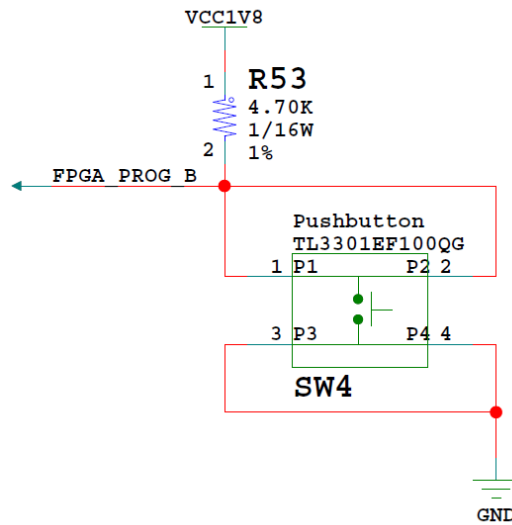 VCC1V8
1
R53
4.70K
1/16W
2
1%
FPGA_PROG_B
Pushbutton
TL3301EF100QG
1 P1 P2 2
3 P3 P4 4
SW4
GND